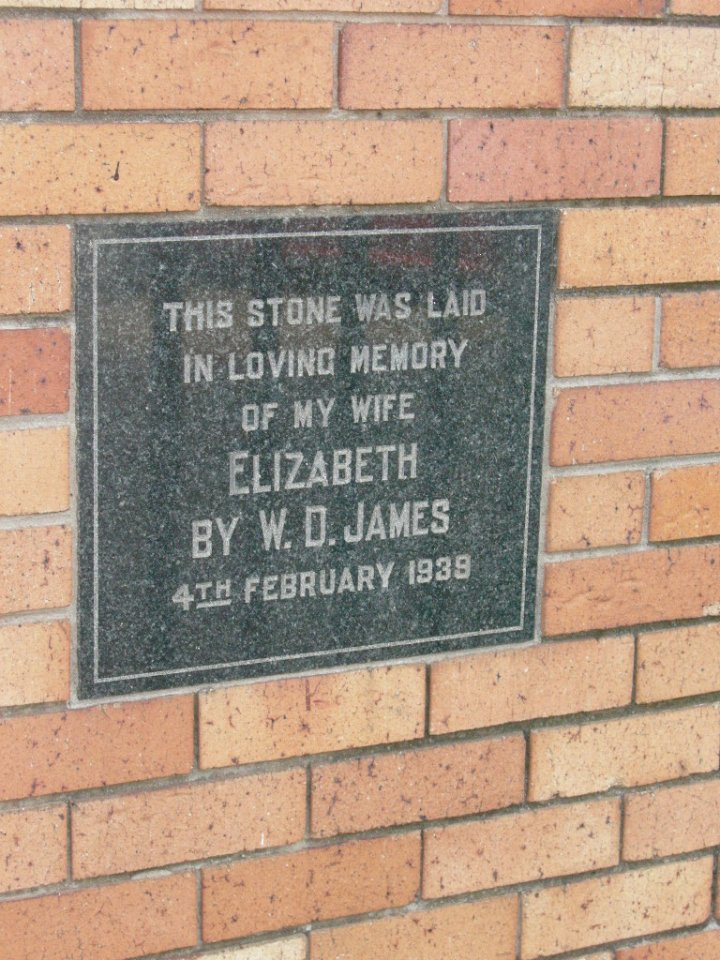 THIS STONE WAS LAID
IN LOVING MEMORY
OF MY WIFE
ELIZABETH
BY W. D. JAMES
4TH FEBRUARY 1939